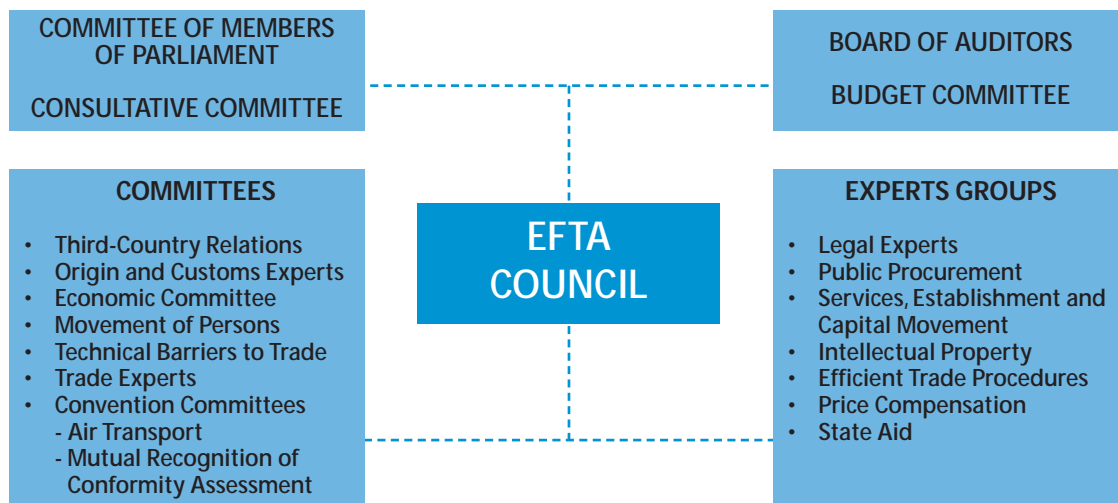 COMMITTEE OF MEMBERS
OF PARLIAMENT
CONSULTATIVE COMMITTEE
BOARD OF AUDITORS
BUDGET COMMITTEE
COMMITTEES
• Third-Country Relations
• Origin and Customs Experts
• Economic Committee
• Movement of Persons
• Technical Barriers to Trade
• Trade Experts
• Convention Committees
- Air Transport
- Mutual Recognition of
Conformity Assessment
EFTA
COUNCIL
EXPERTS GROUPS
• Legal Experts
• Public Procurement
• Services, Establishment and
Capital Movement
• Intellectual Property
• Efficient Trade Procedures
• Price Compensation
• State Aid